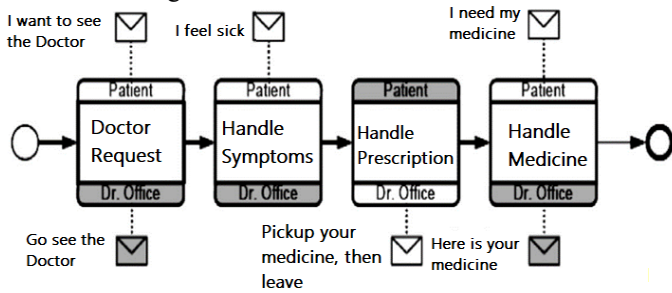 I want to see
the Doctor
I feel sick
I need my
medicine
Patient
Patient
Patient
Patient
Doctor
Request
Handle
Symptoms
Handle
Prescription
Handle
Medicine
Dr. Office
Dr. Office
Dr. Office
Dr. Office
Go see the
Doctor
Pickup your
medicine, then
leave
Here is your
medicine